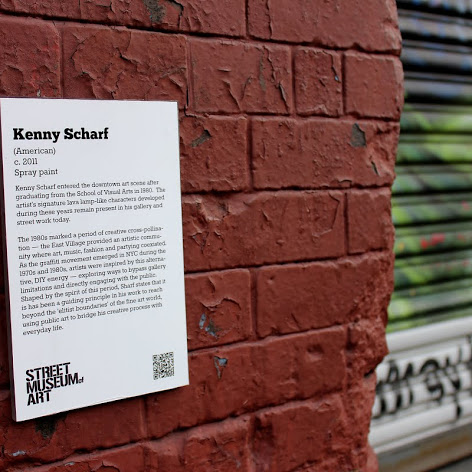 Kenny Scharf
(American)
c. 2011
Spray paint
Kenny Scharf entered the downtown art scene after
graduating from the School of Visual Arts in 1980. The
artist's signature lava lamp-like characters developed
during these years remain present in his gallery and
street work today.
The 1980s marked a period of creative cross-pollina-
tion — the East Village provided an artistic commu-
nity where art, music, fashion and partying coexisted.
As the graffiti movement emerged in NYC during the
1970s and 1980s, artists were inspired by this alterna-
tive, DIY energy — exploring ways to bypass gallery
limitations and directly engaging with the public.
Shaped by the spirit of this period, Sharf states that it
is has been a guiding principle in his work to reach
beyond the 'elitist boundaries' of the fine art world,
using public art to bridge his creative process with
everyday life.
STREET
MUSEUM of
ART